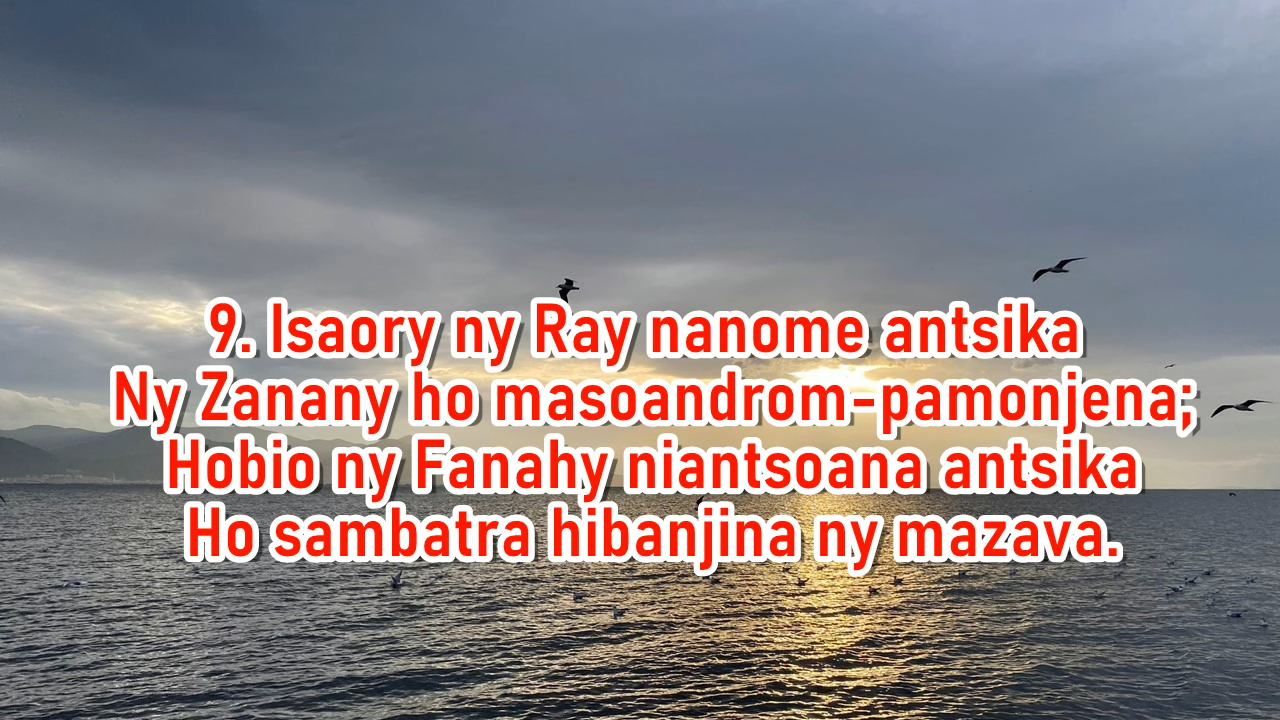 9. Isaory ny Ray nanome antsika
Ny Zanany ho masoandrom-pamonjena;
Hobio ny Fanahy niantsoana antsika
Ho sambatra hibanjina ny mazava.